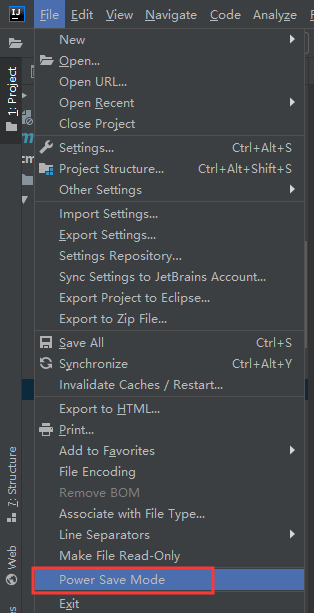 IJ File Edit View Navigate Code Analyze
New
Open...
Open URL...
Open Recent
Close Project
Settings... Ctrl+Alt+S
Project Structure... Ctrl+Alt+Shift+S
Other Settings
Import Settings...
Export Settings...
Settings Repository...
Sync Settings to JetBrains Account...
Export Project to Eclipse...
Export to Zip File...
Save All Ctrl+S
Synchronize Ctrl+Alt+Y
Invalidate Caches / Restart...
Export to HTML...
Print...
Add to Favorites
File Encoding
Remove BOM
Associate with File Type...
Line Separators
Make File Read-Only
Power Save Mode
Exit
1: Project
7: Structure
Web